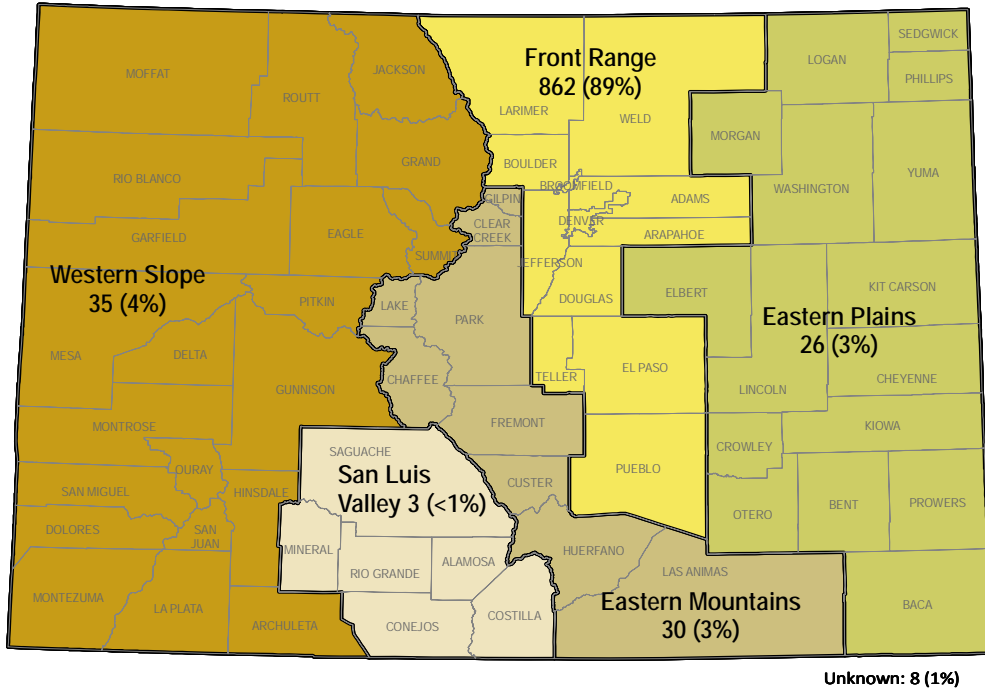 SEDGWICK
LOGAN
Front Range
862 (89%)
MOFFAT
JACKSON
PHILLIPS
ROUTT
LARIMER
WELD
MORGAN
GRAND
BOULDER
RIO BLANCO
BROOMFIELD
WASHINGTON
YUMA
GILPIN
ADAMS
CLEAR
CREEK
DENVER
GARFIELD
EAGLE
ARAPAHOE
SUMMIT
JEFFERSON
Western Slope
35 (4%)
PITKIN
LAKE
DOUGLAS
ELBERT
KIT CARSON
PARK
Eastern Plains
26 (3%)
MESA
DELTA
GUNNISON
CHAFFEE
TELLER
EL PASO
LINCOLN
CHEYENNE
MONTROSE
FREMONT
KIOWA
SAGUACHE
CROWLEY
OURAY
San Luis
Valley 3 (<1%)
PUEBLO
SAN MIGUEL
HINSDALE
CUSTER
BENT
PROWERS
OTERO
DOLORES
SAN
JUAN
MINERAL
HUERFANO
ALAMOSA
RIO GRANDE
LAS ANIMAS
MONTEZUMA
LA PLATA
Eastern Mountains
30 (3%)
BACA
COSTILLA
ARCHULETA
CONEJOS
Unknown: 8 (1%)